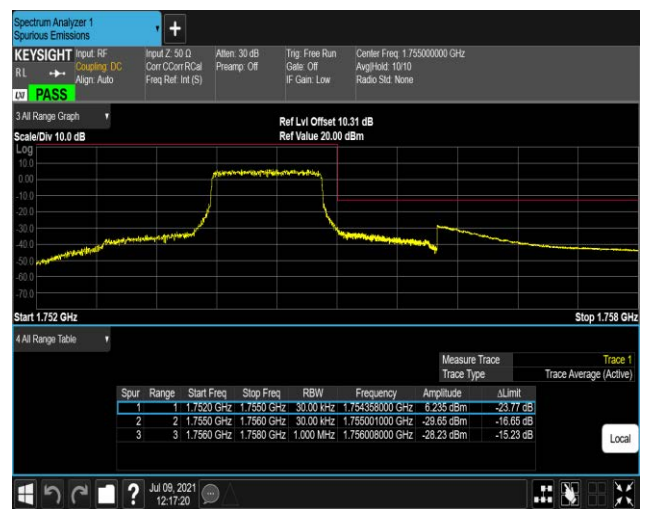 Spectrum Analyzer 1
Spurious Emissions
+
KEYSIGHT Input: RF Input Z: 50 Ω Atten: 30 dB Trig: Free Run Center Freq: 1.755000000 GHz
RL Coupling: DC Corr CCorr RCal Preamp: Off Gate: Off Avg|Hold: 10/10
Align: Auto Freq Ref: Int (S) IF Gain: Low Radio Std: None
LXI PASS
3 All Range Graph
Ref Lvl Offset 10.31 dB
Scale/Div 10.0 dB Ref Value 20.00 dBm
Log
10.0
0.00
-10.0
-20.0
-30.0
-40.0
-50.0
-60.0
-70.0
Start 1.752 GHz Stop 1.758 GHz
4 All Range Table
Measure Trace Trace 1
Trace Type Trace Average (Active)
Spur Range Start Freq Stop Freq RBW Frequency Amplitude ΔLimit
1 1 1.7520 GHz 1.7550 GHz 30.00 kHz 1.754358000 GHz 6.235 dBm -23.77 dB
2 2 1.7550 GHz 1.7560 GHz 30.00 kHz 1.755001000 GHz -29.65 dBm -16.65 dB
3 3 1.7560 GHz 1.7580 GHz 1.000 MHz 1.756008000 GHz -28.23 dBm -15.23 dB
Local
? Jul 09, 2021
12:17:20